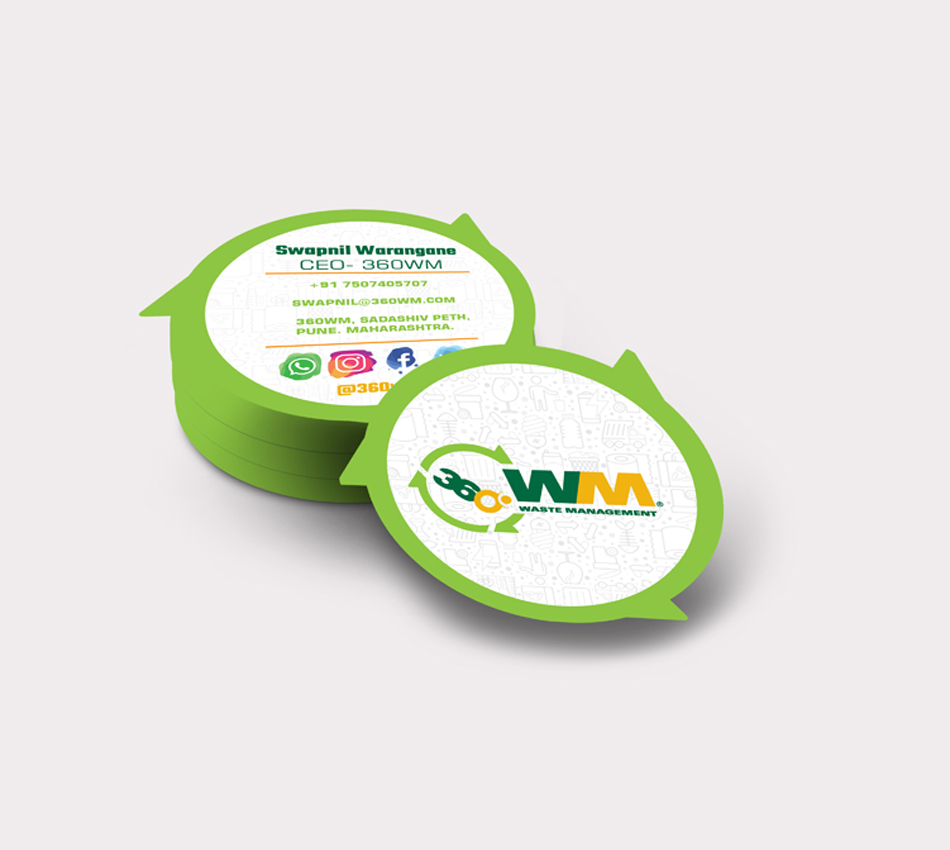 Swapnil Warangane
CEO- 360WM
+91 7507405707
SWAPNIL@360WM.COM
360WM, SADASHIV PETH,
PUNE. MAHARASHTRA.
360°WM®
WASTE MANAGEMENT